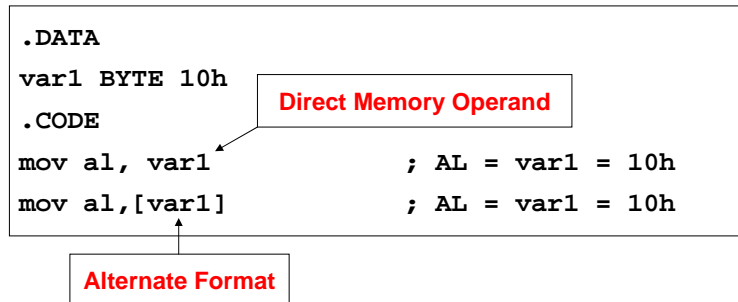 .DATA
var1 BYTE 10h
Direct Memory Operand
.CODE
mov al, var1 ; AL = var1 = 10h
mov al,[var1] ; AL = var1 = 10h
Alternate Format